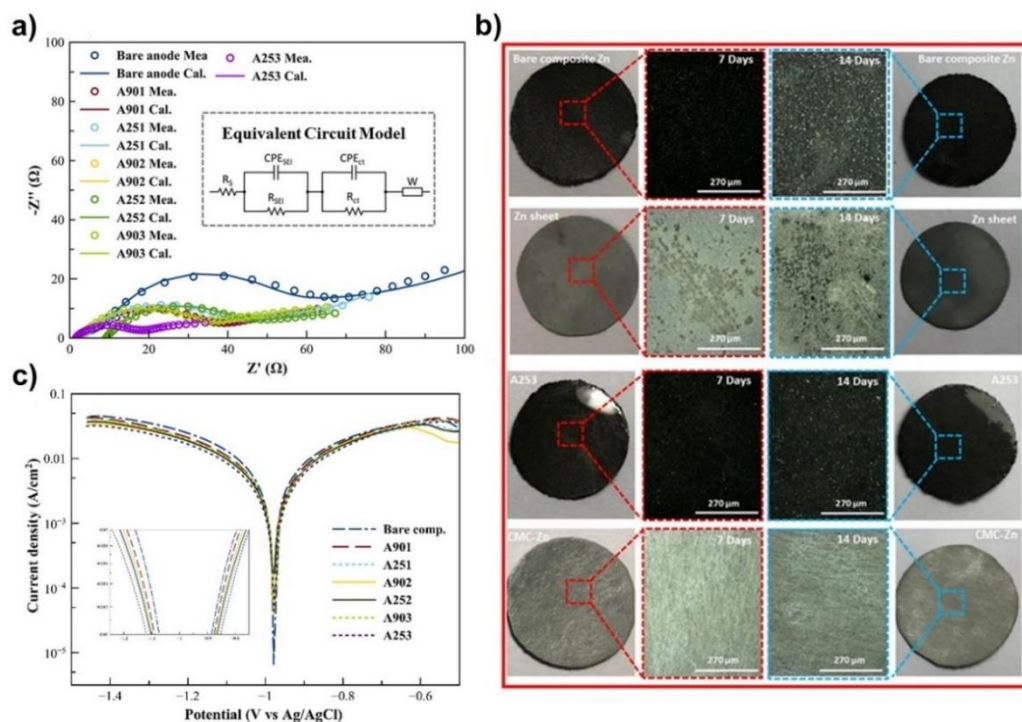 a)
Bare anode Mea
Bare anode Cal.
A901 Mea.
A901 Cal.
A251 Mea.
A251 Cal.
A902 Mea.
A902 Cal.
A252 Mea.
A252 Cal.
A903 Mea.
A903 Cal.
A253 Mea.
A253 Cal.
Equivalent Circuit Model
CPE_SEI
CPE_ct
R_S
R_SEI
R_ct
W
-Z'' (Ω)
100
80
60
40
20
0
0
20
40
60
80
100
Z' (Ω)
b)
Bare composite Zn
7 Days
14 Days
Bare composite Zn
270 µm
270 µm
Zn sheet
7 Days
14 Days
Zn sheet
270 µm
270 µm
A253
7 Days
14 Days
A253
270 µm
270 µm
CMC-Zn
7 Days
14 Days
CMC-Zn
270 µm
270 µm
c)
Current density (A/cm²)
0.1
0.01
10⁻³
10⁻⁴
10⁻⁵
Bare comp.
A901
A251
A902
A252
A903
A253
−1.4
−1.2
−1
−0.8
−0.6
Potential (V vs Ag/AgCl)